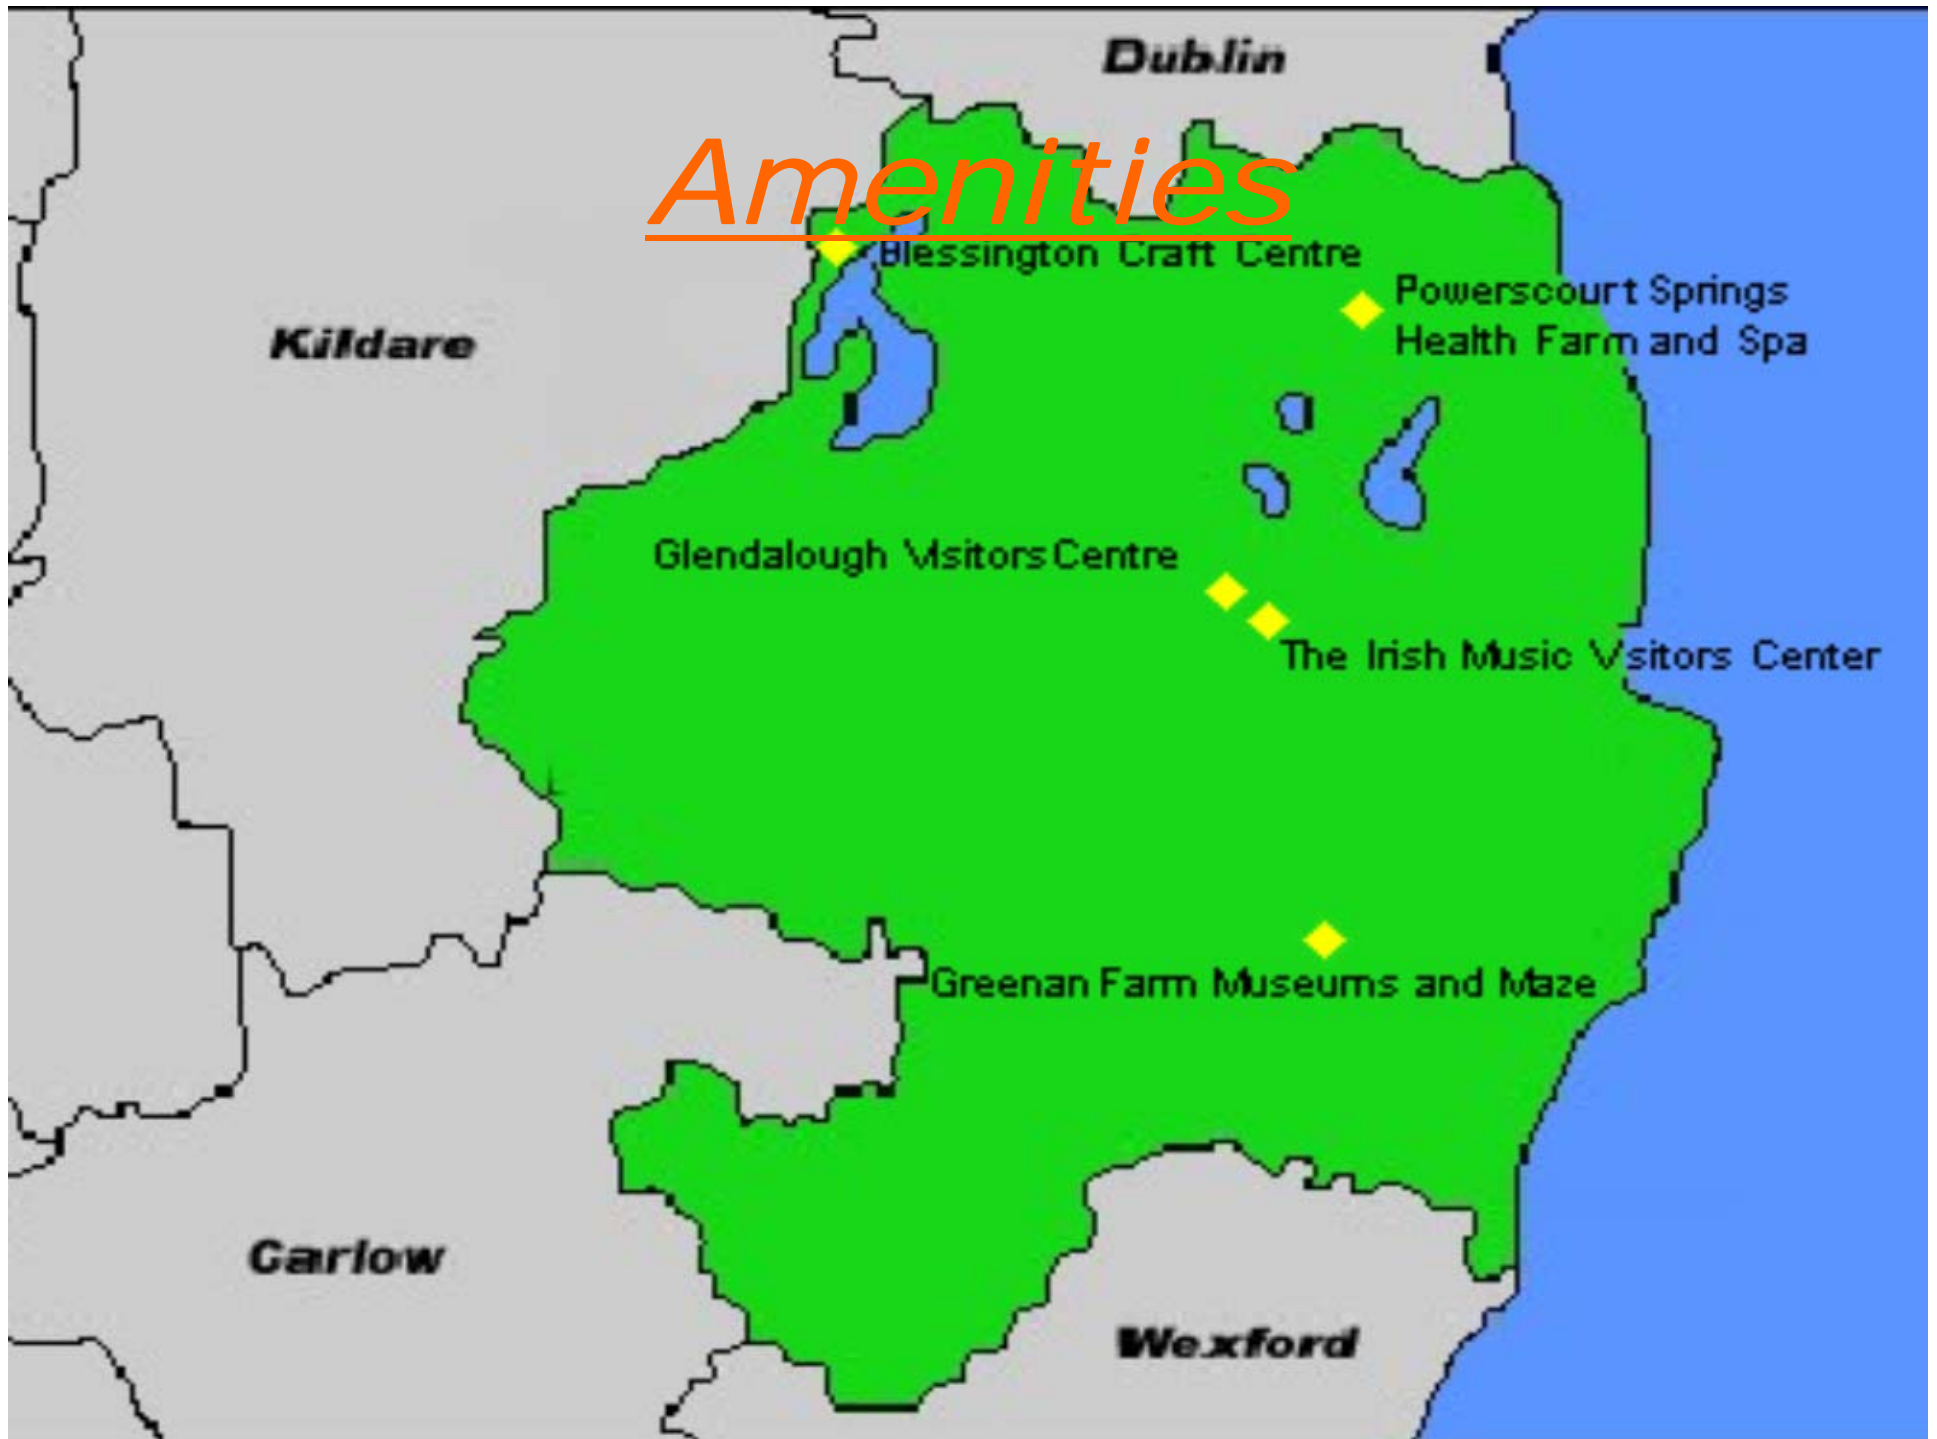 Dublin
Amenities
Blessington Craft Centre
Powerscourt Springs
Health Farm and Spa
Kildare
Glendalough Visitors Centre
The Irish Music Visitors Center
Greenan Farm Museums and Maze
Carlow
Wexford